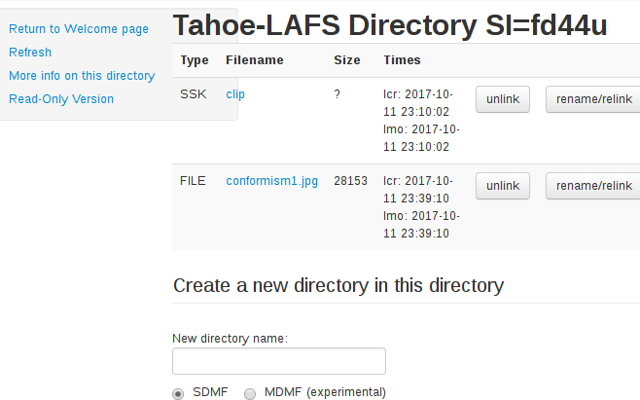 Return to Welcome page
Refresh
More info on this directory
Read-Only Version
Tahoe-LAFS Directory SI=fd44u
Type Filename Size Times
SSK clip ? lcr: 2017-10-
11 23:10:02
lmo: 2017-10-
11 23:10:02
unlink rename/relink
FILE conformism1.jpg 28153 lcr: 2017-10-
11 23:39:10
lmo: 2017-10-
11 23:39:10
unlink rename/relink
Create a new directory in this directory
New directory name:
SDMF MDMF (experimental)